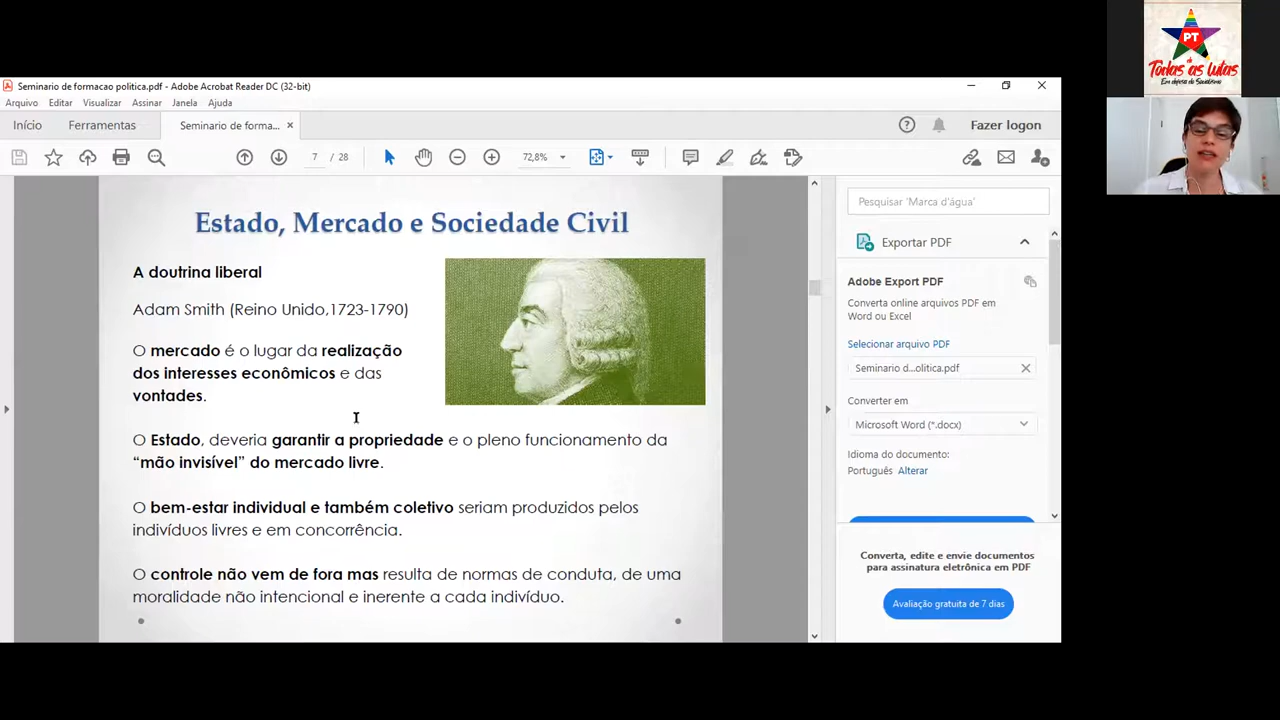 Seminario de formacao politica.pdf - Adobe Acrobat Reader DC (32-bit)
Arquivo Editar Visualizar Assinar Janela Ajuda
Início Ferramentas Seminario de forma... Fazer logon
7 / 28 72,8%
Estado, Mercado e Sociedade Civil
A doutrina liberal
Adam Smith (Reino Unido,1723-1790)
O mercado é o lugar da realização
dos interesses econômicos e das
vontades.
O Estado, deveria garantir a propriedade e o pleno funcionamento da
“mão invisível” do mercado livre.
O bem-estar individual e também coletivo seriam produzidos pelos
indivíduos livres e em concorrência.
O controle não vem de fora mas resulta de normas de conduta, de uma
moralidade não intencional e inerente a cada indivíduo.
Pesquisar 'Marca d'água'
Exportar PDF
Adobe Export PDF
Converta online arquivos PDF em
Word ou Excel
Selecionar arquivo PDF
Seminario d...olitica.pdf
Converter em
Microsoft Word (*.docx)
Idioma do documento:
Português Alterar
Converta, edite e envie documentos
para assinatura eletrônica em PDF
Avaliação gratuita de 7 dias
PT
de
Todas as lutas
Em defesa do Socialismo